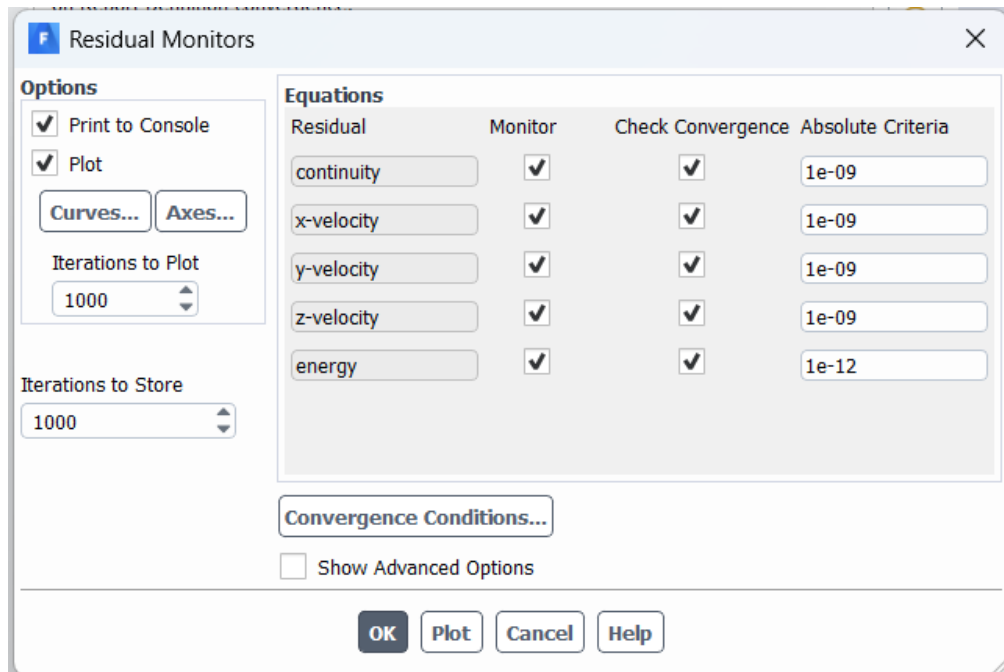 Residual Monitors
Options
Print to Console
Plot
Curves... Axes...
Iterations to Plot
1000
Iterations to Store
1000
Equations
Residual Monitor Check Convergence Absolute Criteria
continuity 1e-09
x-velocity 1e-09
y-velocity 1e-09
z-velocity 1e-09
energy 1e-12
Convergence Conditions...
Show Advanced Options
OK Plot Cancel Help